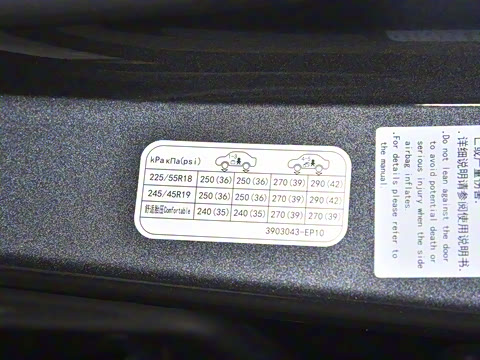 kPa кПа(psi) 1-3 4-5
225/55R18 250 (36) 250 (36) 270 (39) 290 (42)
245/45R19 250 (36) 250 (36) 270 (39) 290 (42)
舒适胎压Comfortable 240 (35) 240 (35) 270 (39) 270 (39)
3903043-EP10
.详细说明请参阅使用说明书.
.Do not lean against the door
to avoid potential death or
serious injury when the side
airbag inflates.
.For details please refer to
the manual